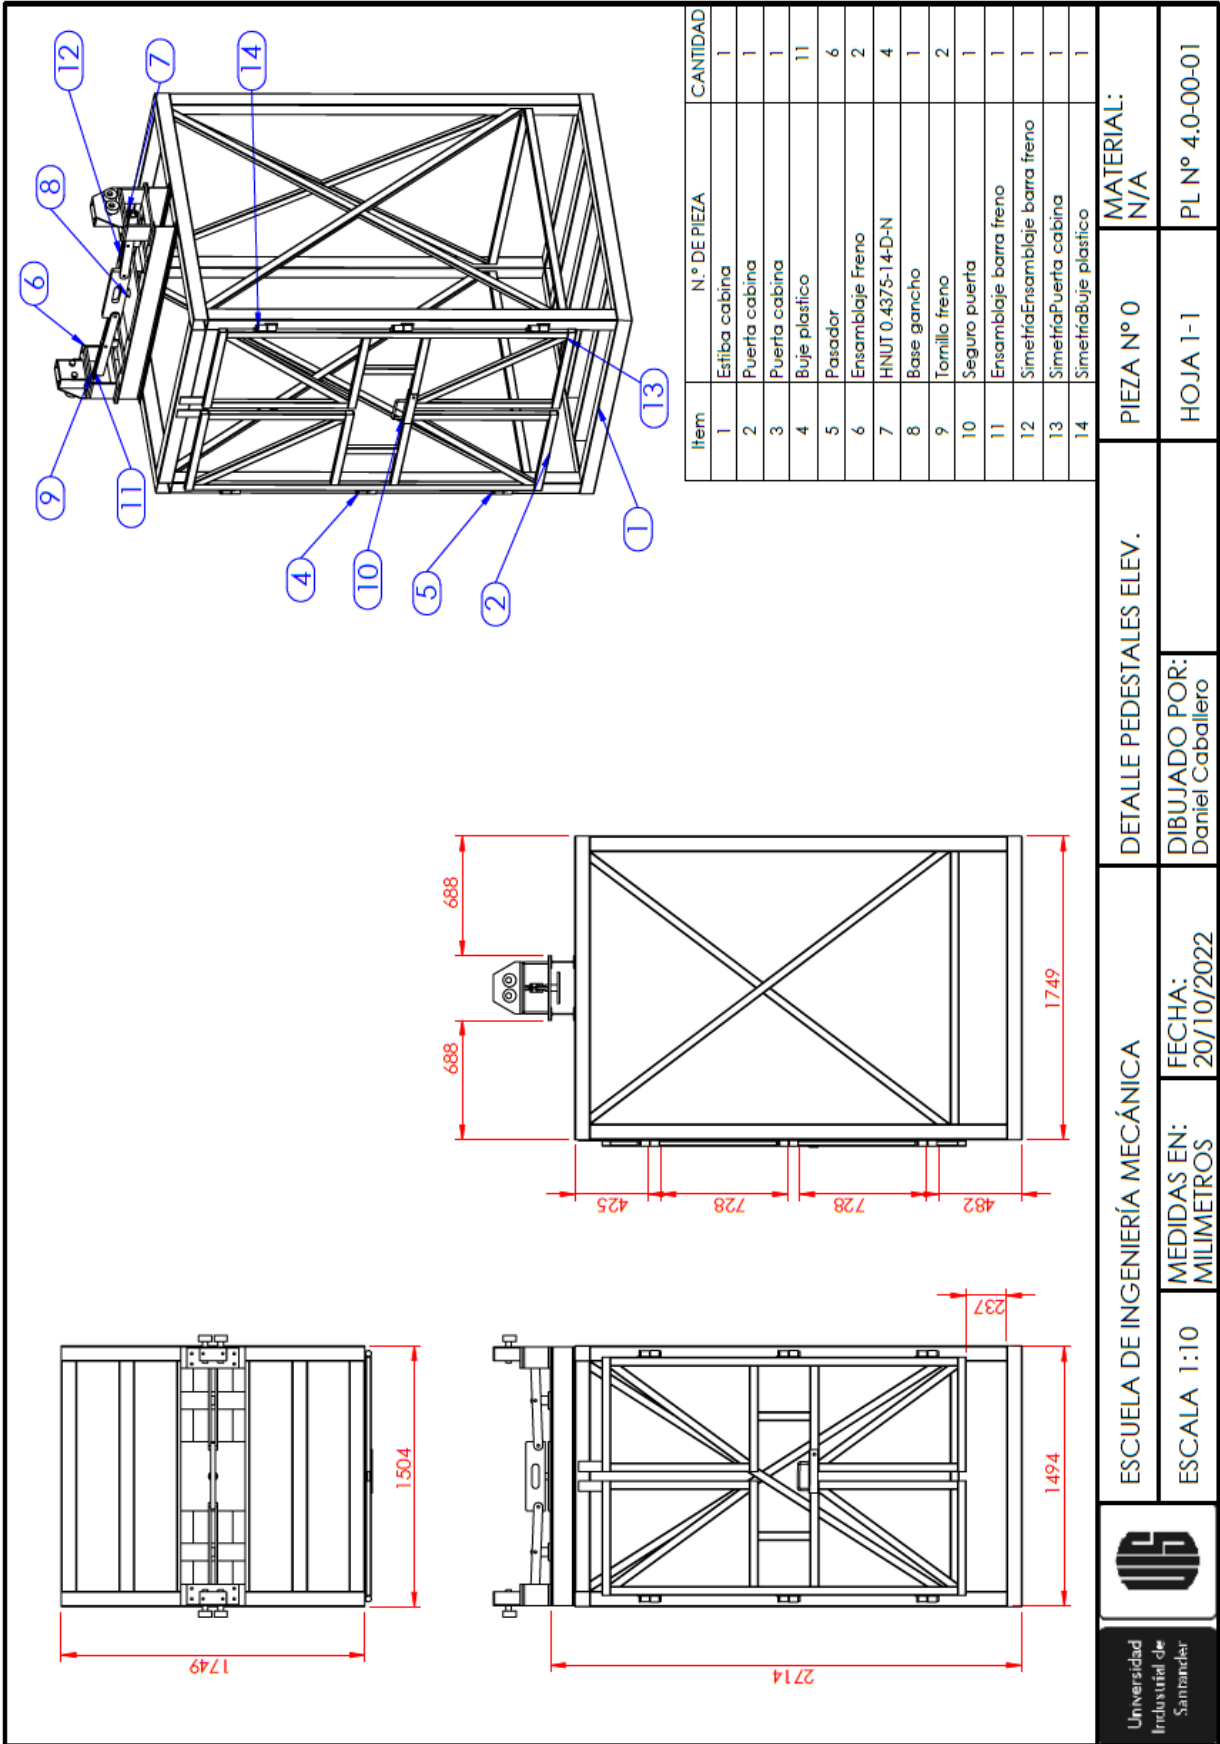 1749
1504
2714
1494
237
688
688
1749
425
728
728
482
9
11
6
8
12
7
14
4
10
5
2
1
13
Item N.° DE PIEZA CANTIDAD
1 Estiba cabina 1
2 Puerta cabina 1
3 Puerta cabina 1
4 Buje plastico 11
5 Pasador 6
6 Ensamblaje Freno 2
7 HNUT 0.4375-14-D-N 4
8 Base gancho 1
9 Tornillo freno 2
10 Seguro puerta 1
11 Ensamblaje barra freno 1
12 SimetríaEnsamblaje barra freno 1
13 SimetríaPuerta cabina 1
14 SimetríaBuje plastico 1
Universidad
Industrial de
Santander
UIS
ESCUELA DE INGENIERÍA MECÁNICA
DETALLE PEDESTALES ELEV.
PIEZA N° 0
MATERIAL:
N/A
ESCALA 1:10
MEDIDAS EN:
MILIMETROS
FECHA:
20/10/2022
DIBUJADO POR:
Daniel Caballero
HOJA 1-1
PL N° 4.0-00-01